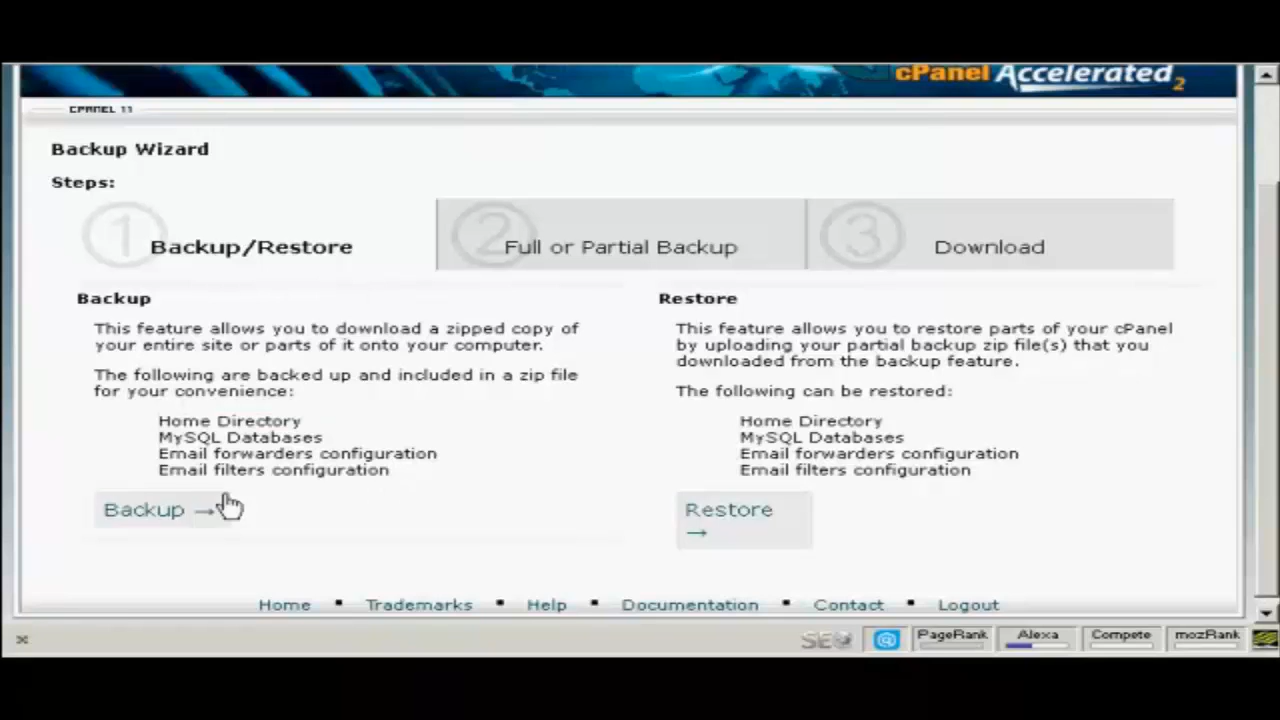 cPanel Accelerated 2
CPANEL 11
Backup Wizard
Steps:
1 Backup/Restore
2 Full or Partial Backup
3 Download
Backup
This feature allows you to download a zipped copy of
your entire site or parts of it onto your computer.
The following are backed up and included in a zip file
for your convenience:
Home Directory
MySQL Databases
Email forwarders configuration
Email filters configuration
Backup →
Restore
This feature allows you to restore parts of your cPanel
by uploading your partial backup zip file(s) that you
downloaded from the backup feature.
The following can be restored:
Home Directory
MySQL Databases
Email forwarders configuration
Email filters configuration
Restore
→
Home ▪ Trademarks ▪ Help ▪ Documentation ▪ Contact ▪ Logout
× SEO @ PageRank Alexa Compete mozRank